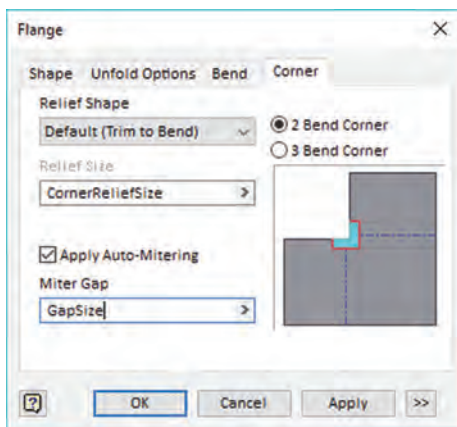 Flange
Shape Unfold Options Bend Corner
Relief Shape
Default (Trim to Bend)
2 Bend Corner
3 Bend Corner
Relief Size
CornerReliefSize >
Apply Auto-Mitering
Miter Gap
GapSize >
? OK Cancel Apply >>